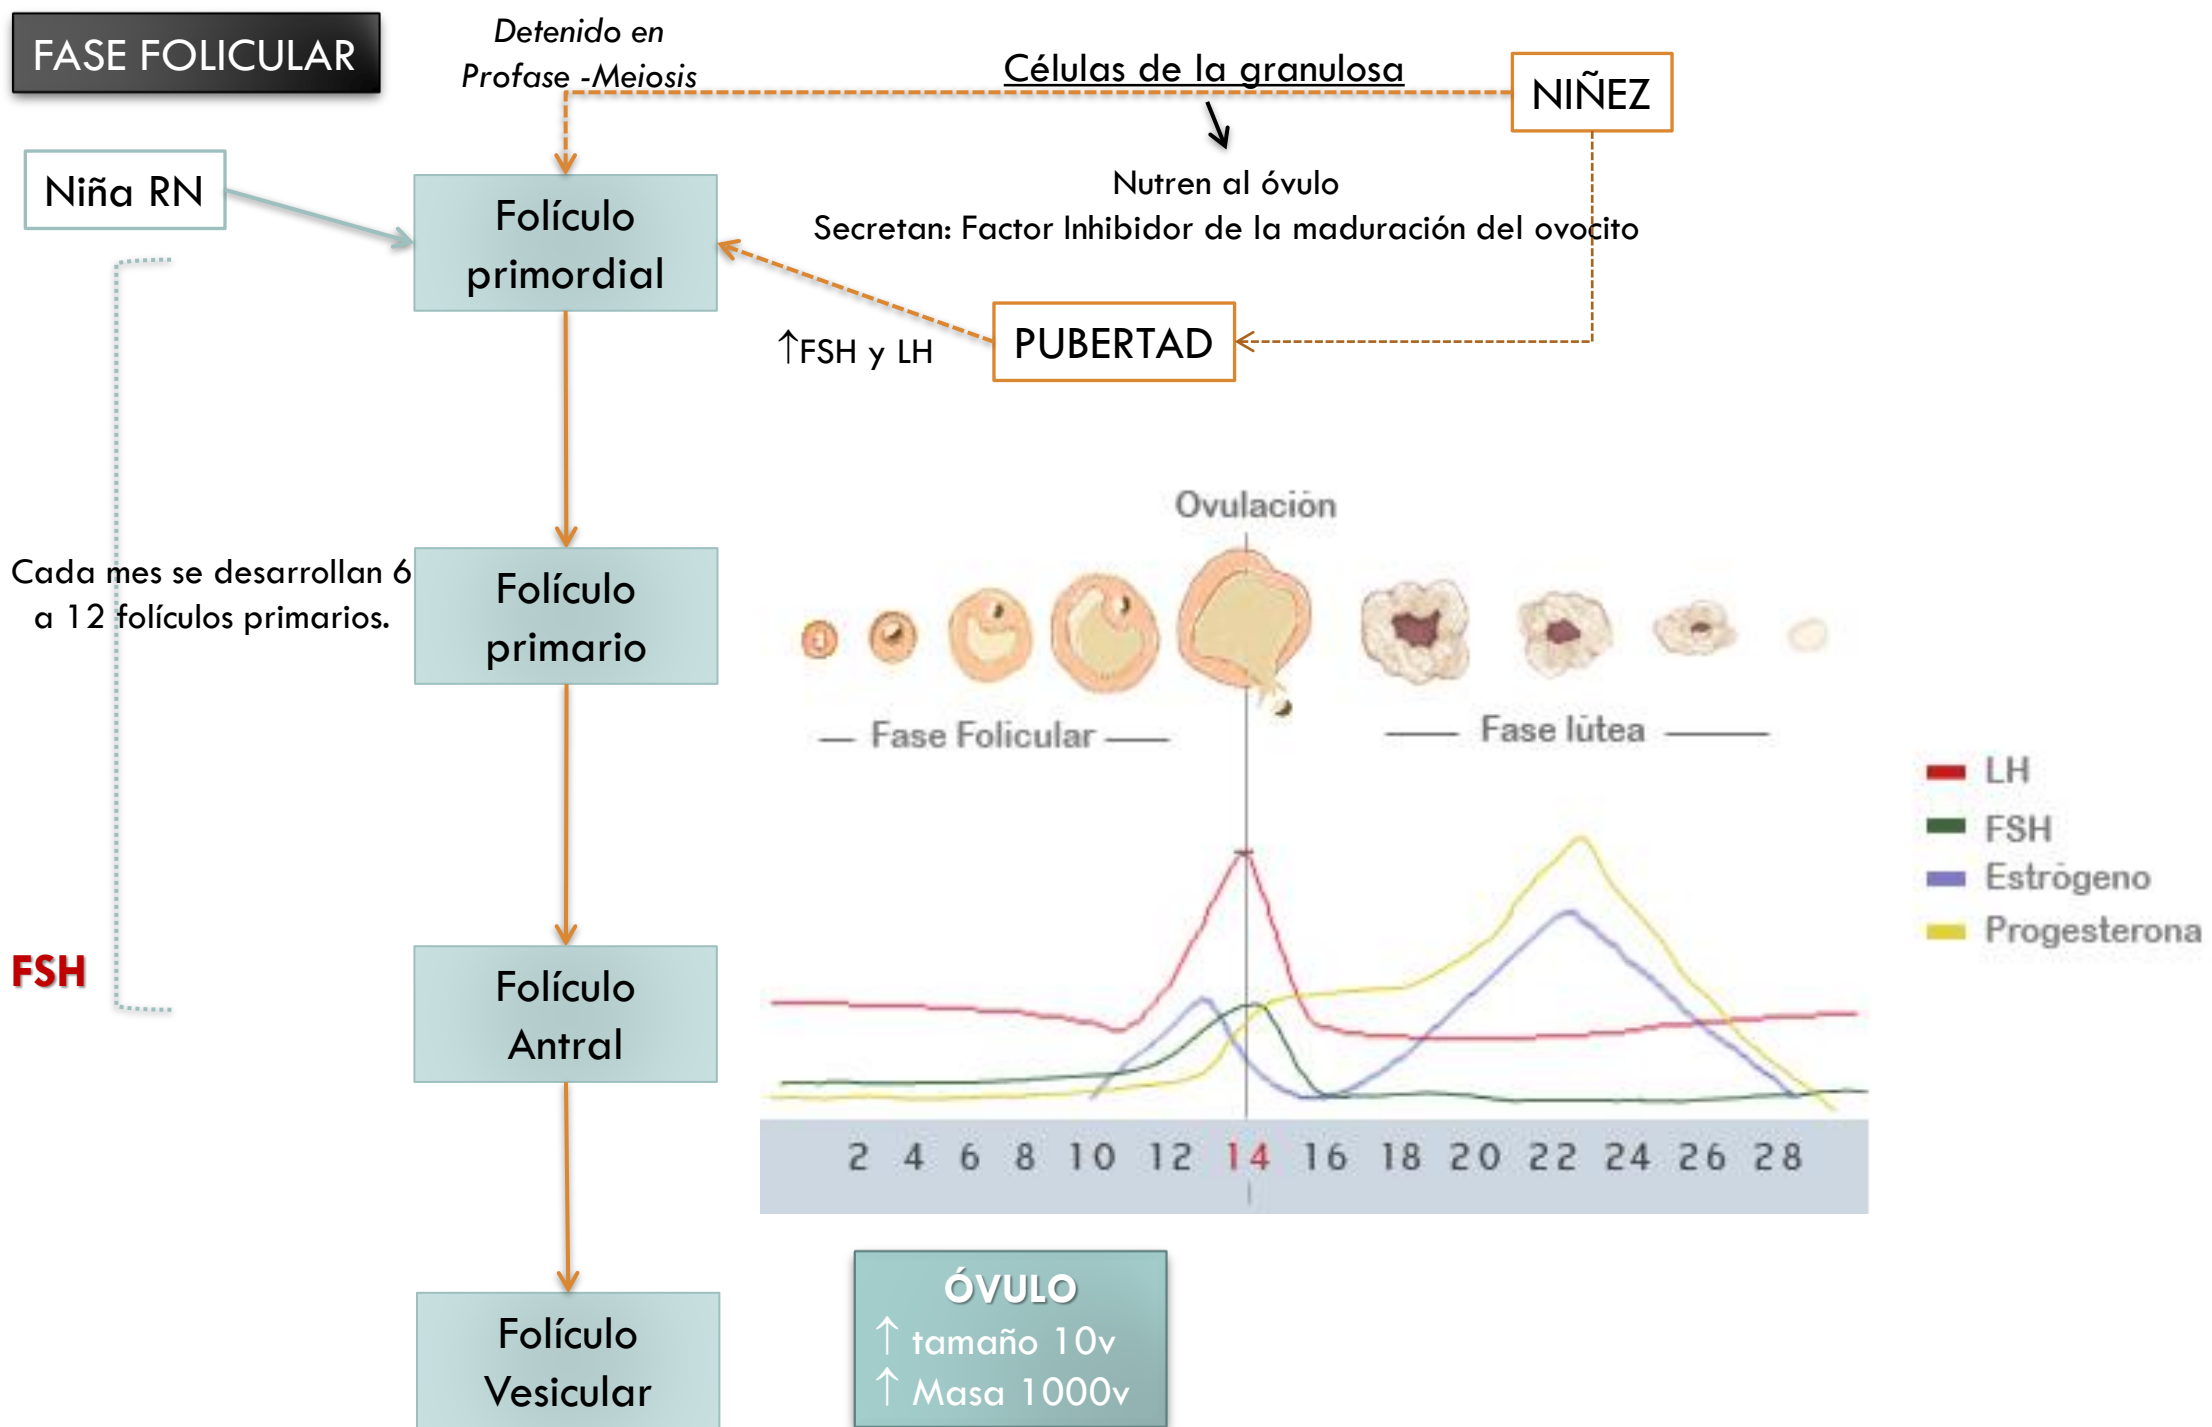 FASE FOLICULAR
Detenido en
Profase -Meiosis
Células de la granulosa
NIÑEZ
Niña RN
Folículo
primordial
Nutren al óvulo
Secretan: Factor Inhibidor de la maduración del ovocito
↑FSH y LH
PUBERTAD
Cada mes se desarrollan 6
a 12 folículos primarios.
Folículo
primario
Ovulación
Fase Folicular
Fase lútea
LH
FSH
Estrógeno
Progesterona
FSH
Folículo
Antral
2 4 6 8 10 12 14 16 18 20 22 24 26 28
Folículo
Vesicular
ÓVULO
↑ tamaño 10v
↑ Masa 1000v